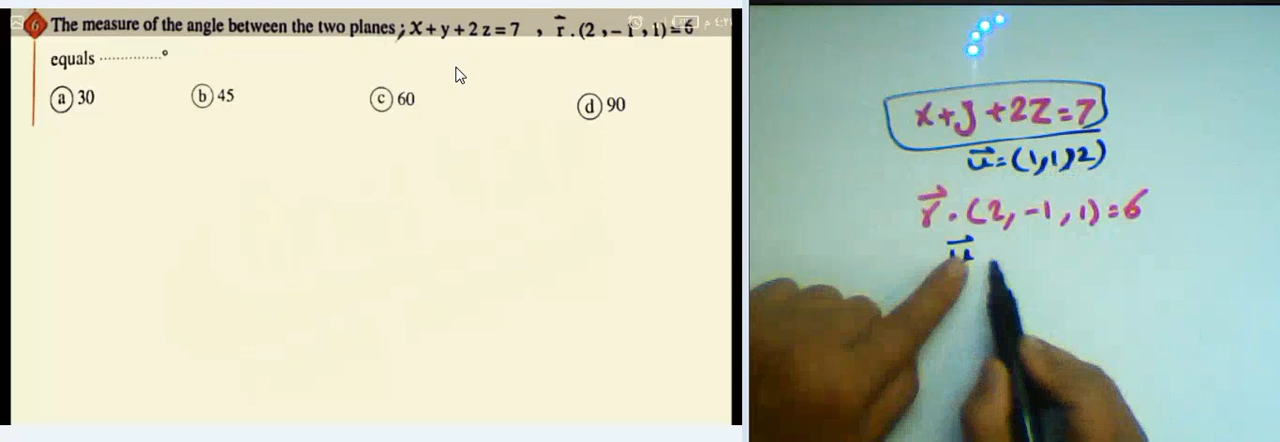 6 The measure of the angle between the two planes ; X + y + 2 z = 7 , r⃗ . (2 , – 1 , 1) = 6
equals ...............°
a 30 b 45 c 60 d 90
x+y+2z=7
u⃗=(1,1,2)
r⃗ . (2, -1, 1)=6
u⃗